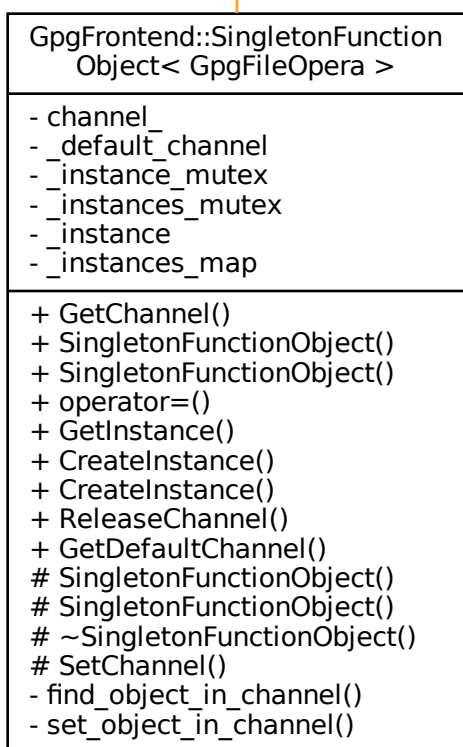 GpgFrontend::SingletonFunction
Object< GpgFileOpera >
- channel_
- _default_channel
- _instance_mutex
- _instances_mutex
- _instance
- _instances_map
+ GetChannel()
+ SingletonFunctionObject()
+ SingletonFunctionObject()
+ operator=()
+ GetInstance()
+ CreateInstance()
+ CreateInstance()
+ ReleaseChannel()
+ GetDefaultChannel()
# SingletonFunctionObject()
# SingletonFunctionObject()
# ~SingletonFunctionObject()
# SetChannel()
- find_object_in_channel()
- set_object_in_channel()